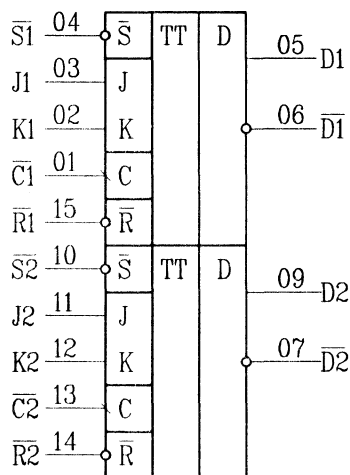 S̅1̅ 04 S̅ TT D 05 D1
J1 03 J
K1 02 K 06 D̅1̅
C̅1̅ 01 C
R̅1̅ 15 R̅
S̅2̅ 10 S̅ TT D 09 D2
J2 11 J
K2 12 K 07 D̅2̅
C̅2̅ 13 C
R̅2̅ 14 R̅